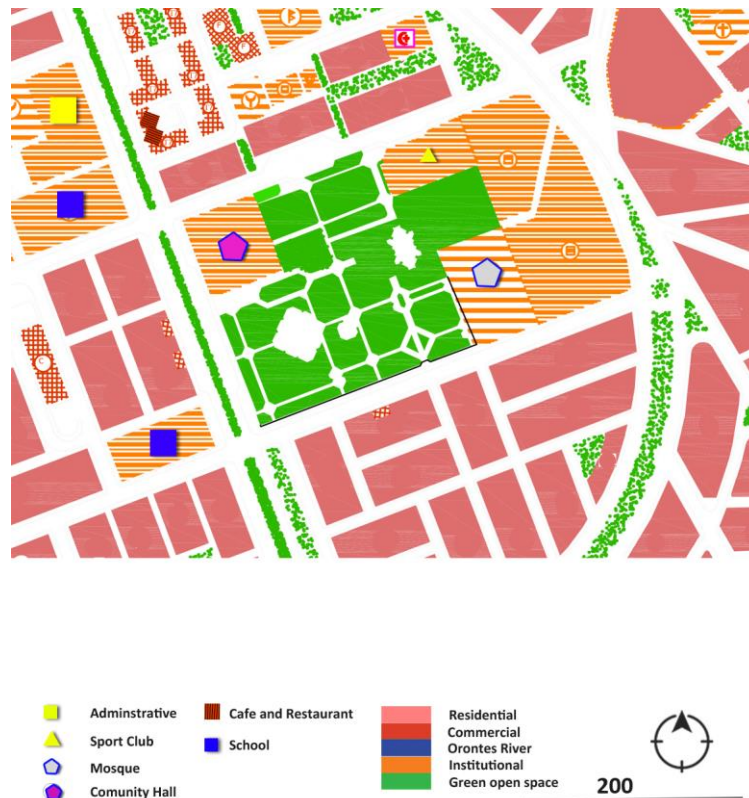 Adminstrative
Sport Club
Mosque
Comunity Hall
Cafe and Restaurant
School
Residential
Commercial
Orontes River
Institutional
Green open space
200